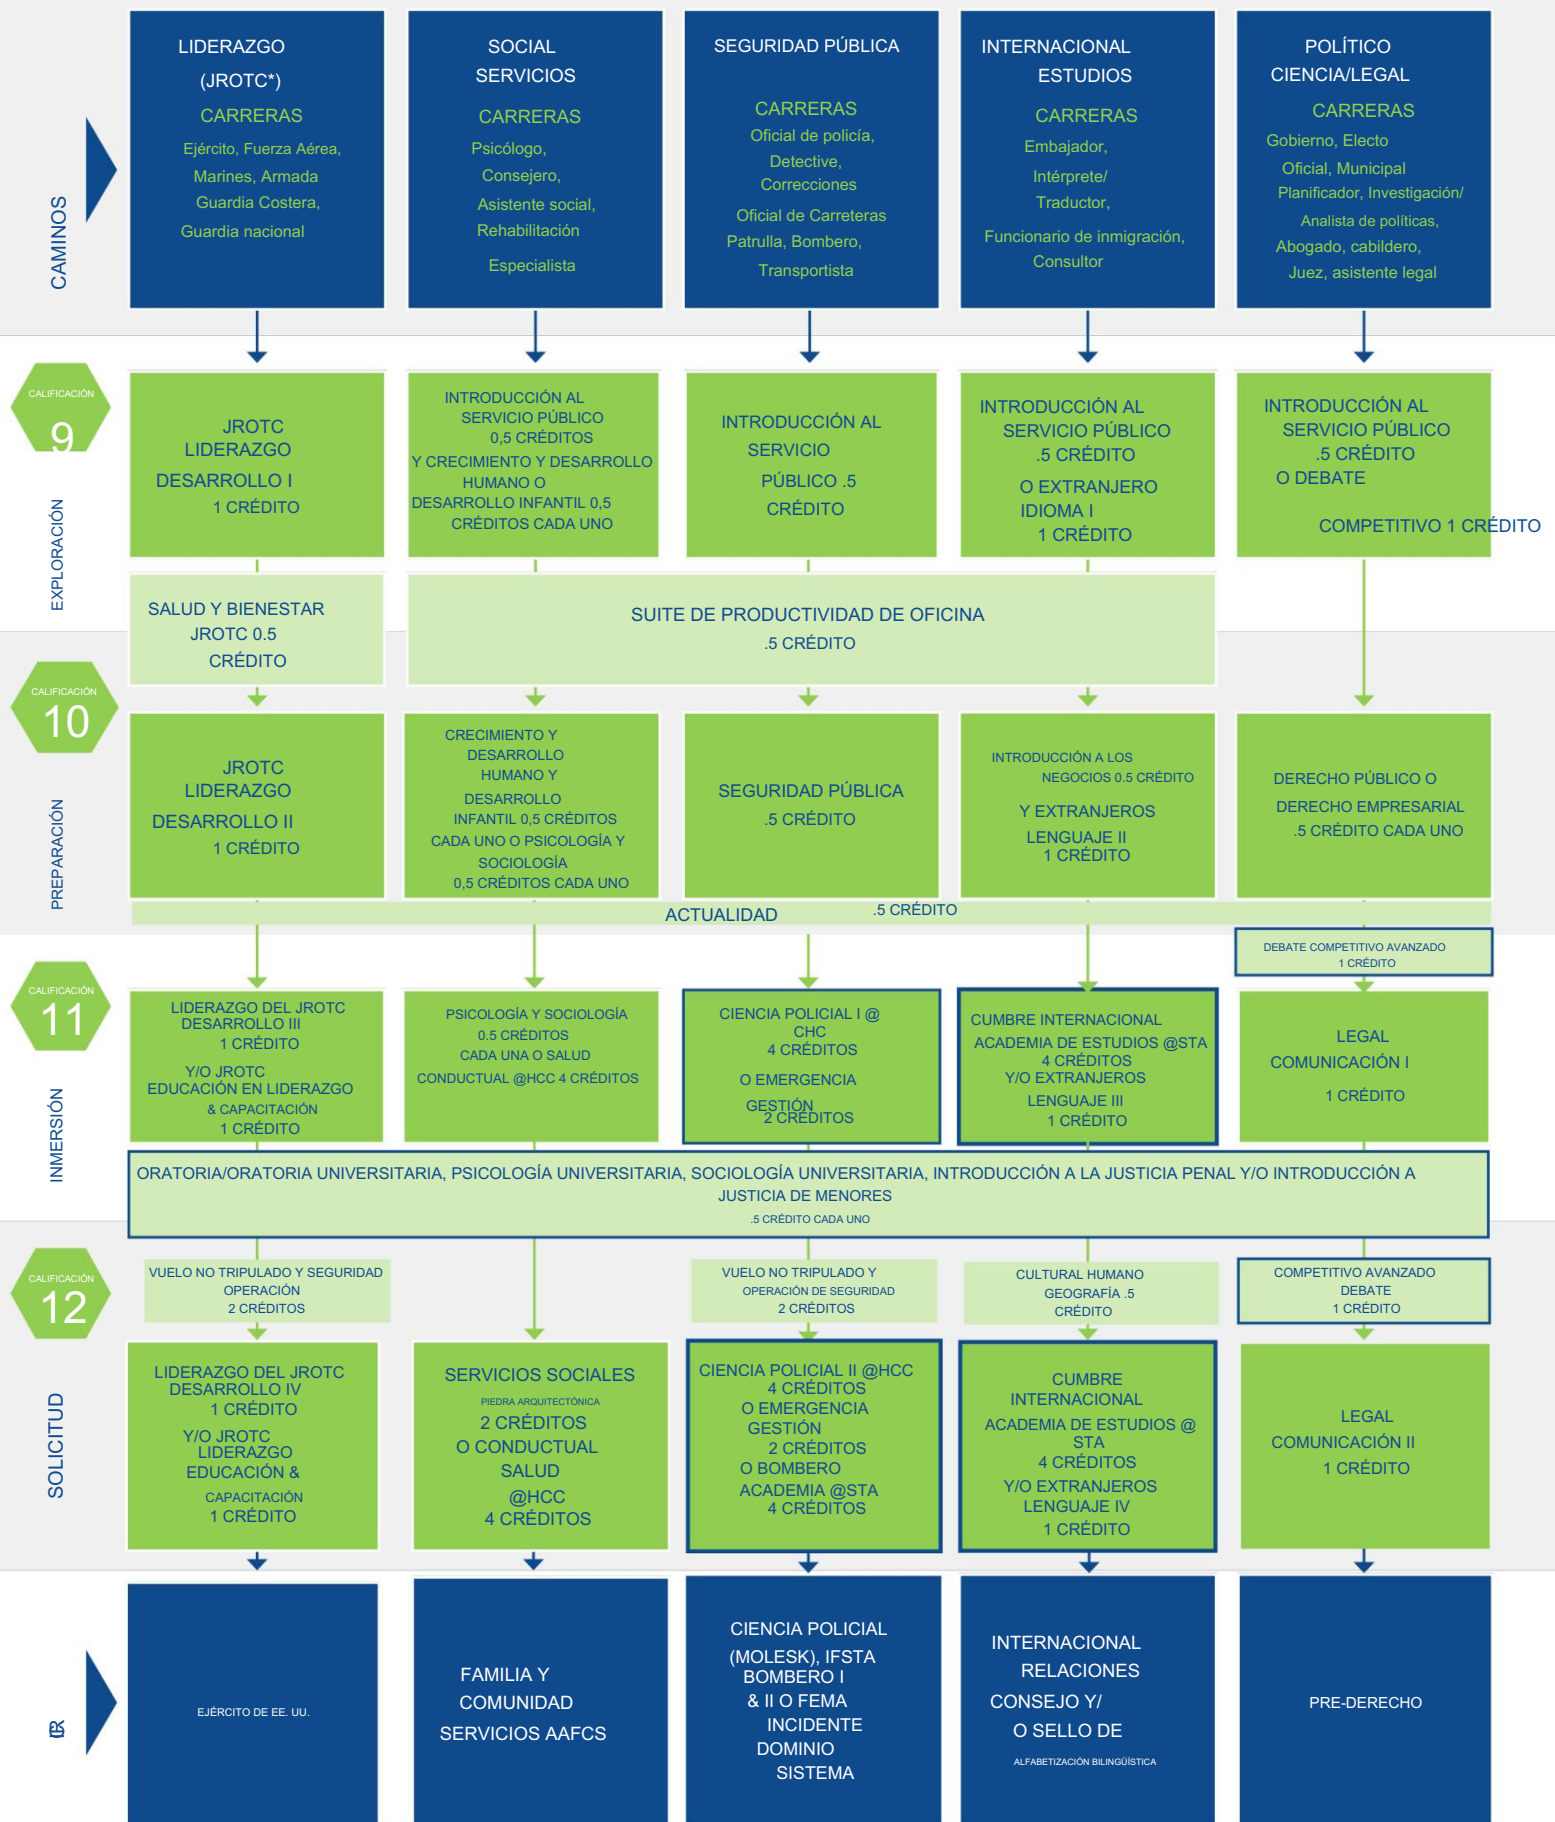 LIDERAZGO
(JROTC*)
CARRERAS
Ejército, Fuerza Aérea,
Marines, Armada
Guardia Costera,
Guardia nacional
SOCIAL
SERVICIOS
CARRERAS
Psicólogo,
Consejero,
Asistente social,
Rehabilitación
Especialista
SEGURIDAD PÚBLICA
CARRERAS
Oficial de policía,
Detective,
Correcciones
Oficial de Carreteras
Patrulla, Bombero,
Transportista
INTERNACIONAL
ESTUDIOS
CARRERAS
Embajador,
Intérprete/
Traductor,
Funcionario de inmigración,
Consultor
POLÍTICO
CIENCIA/LEGAL
CARRERAS
Gobierno, Electo
Oficial, Municipal
Planificador, Investigación/
Analista de políticas,
Abogado, cabildero,
Juez, asistente legal
CAMINOS
CALIFICACIÓN
9
EXPLORACIÓN
JROTC
LIDERAZGO
DESARROLLO I
1 CRÉDITO
INTRODUCCIÓN AL
SERVICIO PÚBLICO
0,5 CRÉDITOS
Y CRECIMIENTO Y DESARROLLO
HUMANO O
DESARROLLO INFANTIL 0,5
CRÉDITOS CADA UNO
INTRODUCCIÓN AL
SERVICIO
PÚBLICO .5
CRÉDITO
INTRODUCCIÓN AL
SERVICIO PÚBLICO
.5 CRÉDITO
O EXTRANJERO
IDIOMA I
1 CRÉDITO
INTRODUCCIÓN AL
SERVICIO PÚBLICO
.5 CRÉDITO
O DEBATE
COMPETITIVO 1 CRÉDITO
SALUD Y BIENESTAR
JROTC 0.5
CRÉDITO
SUITE DE PRODUCTIVIDAD DE OFICINA
.5 CRÉDITO
CALIFICACIÓN
10
PREPARACIÓN
JROTC
LIDERAZGO
DESARROLLO II
1 CRÉDITO
CRECIMIENTO Y
DESARROLLO
HUMANO Y
DESARROLLO
INFANTIL 0,5 CRÉDITOS
CADA UNO O PSICOLOGÍA Y
SOCIOLOGÍA
0,5 CRÉDITOS CADA UNO
SEGURIDAD PÚBLICA
.5 CRÉDITO
INTRODUCCIÓN A LOS
NEGOCIOS 0.5 CRÉDITO
Y EXTRANJEROS
LENGUAJE II
1 CRÉDITO
DERECHO PÚBLICO O
DERECHO EMPRESARIAL
.5 CRÉDITO CADA UNO
ACTUALIDAD .5 CRÉDITO
DEBATE COMPETITIVO AVANZADO
1 CRÉDITO
CALIFICACIÓN
11
INMERSIÓN
LIDERAZGO DEL JROTC
DESARROLLO III
1 CRÉDITO
Y/O JROTC
EDUCACIÓN EN LIDERAZGO
& CAPACITACIÓN
1 CRÉDITO
PSICOLOGÍA Y SOCIOLOGÍA
0.5 CRÉDITOS
CADA UNA O SALUD
CONDUCTUAL @HCC 4 CRÉDITOS
CIENCIA POLICIAL I @
CHC
4 CRÉDITOS
O EMERGENCIA
GESTIÓN
2 CRÉDITOS
CUMBRE INTERNACIONAL
ACADEMIA DE ESTUDIOS @STA
4 CRÉDITOS
Y/O EXTRANJEROS
LENGUAJE III
1 CRÉDITO
LEGAL
COMUNICACIÓN I
1 CRÉDITO
ORATORIA/ORATORIA UNIVERSITARIA, PSICOLOGÍA UNIVERSITARIA, SOCIOLOGÍA UNIVERSITARIA, INTRODUCCIÓN A LA JUSTICIA PENAL Y/O INTRODUCCIÓN A
JUSTICIA DE MENORES
.5 CRÉDITO CADA UNO
CALIFICACIÓN
12
SOLICITUD
VUELO NO TRIPULADO Y SEGURIDAD
OPERACIÓN
2 CRÉDITOS
VUELO NO TRIPULADO Y
OPERACIÓN DE SEGURIDAD
2 CRÉDITOS
CULTURAL HUMANO
GEOGRAFÍA .5
CRÉDITO
COMPETITIVO AVANZADO
DEBATE
1 CRÉDITO
LIDERAZGO DEL JROTC
DESARROLLO IV
1 CRÉDITO
Y/O JROTC
LIDERAZGO
EDUCACIÓN &
CAPACITACIÓN
1 CRÉDITO
SERVICIOS SOCIALES
PIEDRA ARQUITECTÓNICA
2 CRÉDITOS
O CONDUCTUAL
SALUD
@HCC
4 CRÉDITOS
CIENCIA POLICIAL II @HCC
4 CRÉDITOS
O EMERGENCIA
GESTIÓN
2 CRÉDITOS
O BOMBERO
ACADEMIA @STA
4 CRÉDITOS
CUMBRE
INTERNACIONAL
ACADEMIA DE ESTUDIOS @
STA
4 CRÉDITOS
Y/O EXTRANJEROS
LENGUAJE IV
1 CRÉDITO
LEGAL
COMUNICACIÓN II
1 CRÉDITO
EJÉRCITO DE EE. UU.
FAMILIA Y
COMUNIDAD
SERVICIOS AAFCS
CIENCIA POLICIAL
(MOLESK), IFSTA
BOMBERO I
& II O FEMA
INCIDENTE
DOMINIO
SISTEMA
INTERNACIONAL
RELACIONES
CONSEJO Y/
O SELLO DE
ALFABETIZACIÓN BILINGÜÍSTICA
PRE-DERECHO